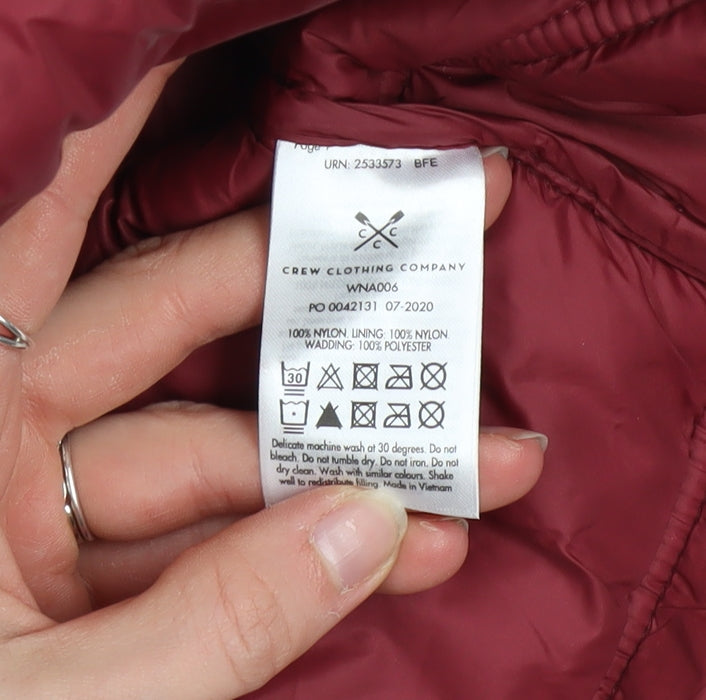 Page 1
URN: 2533573 BFE
C C
C
CREW CLOTHING COMPANY
WNA006
PO 0042131 07-2020
100% NYLON. LINING: 100% NYLON.
WADDING: 100% POLYESTER
30
Delicate machine wash at 30 degrees. Do not
bleach. Do not tumble dry. Do not iron. Do not
dry clean. Wash with similar colours. Shake
well to redistribute filling. Made in Vietnam